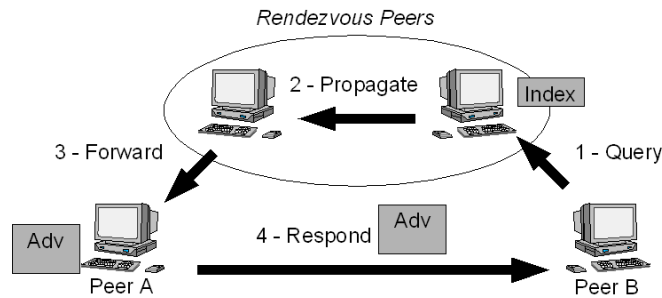 Rendezvous Peers
2 - Propagate
Index
3 - Forward
1 - Query
Adv
4 - Respond
Adv
Peer A
Peer B